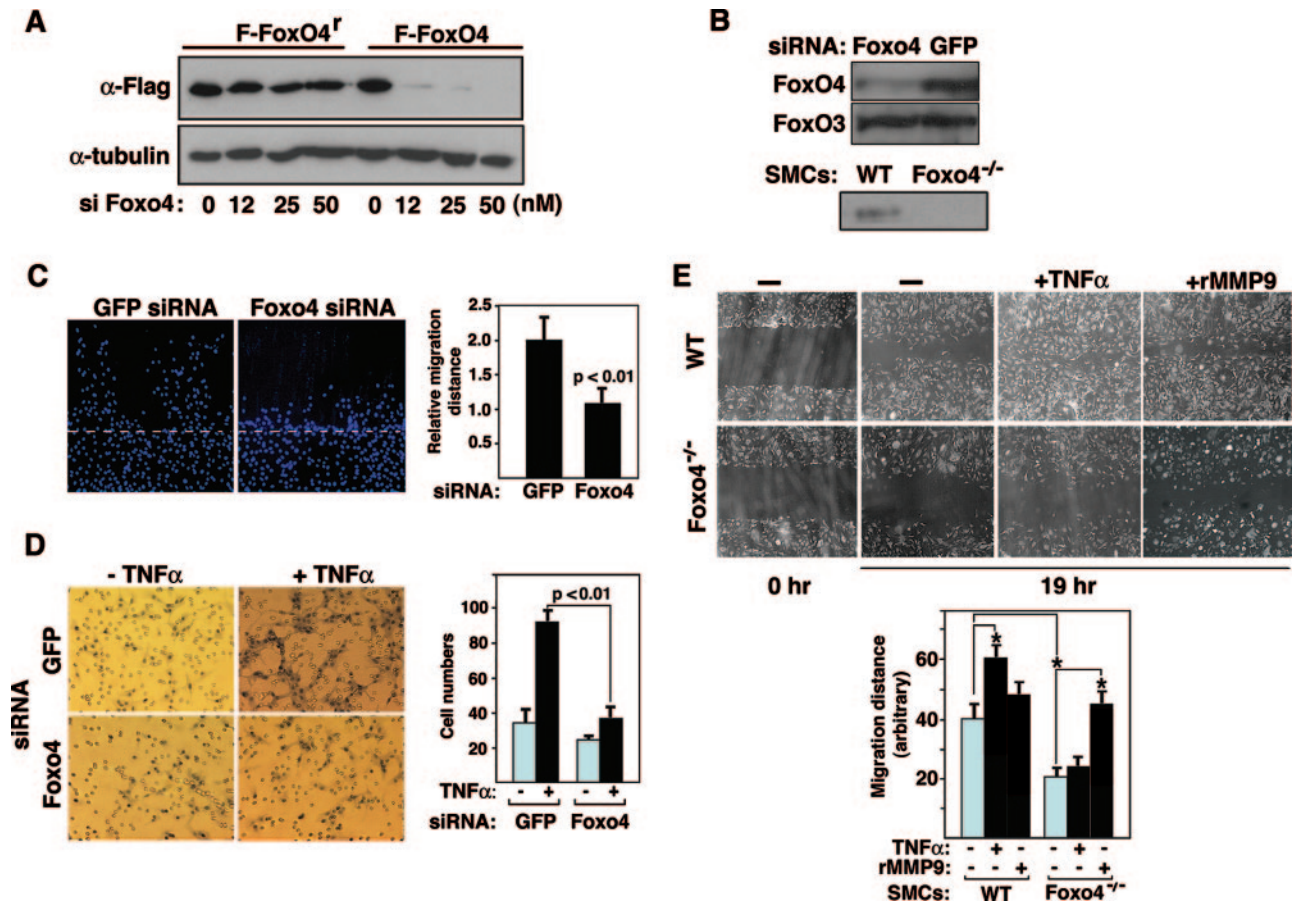 A
F-FoxO4r F-FoxO4
α-Flag
α-tubulin
si Foxo4: 0 12 25 50 0 12 25 50 (nM)
B
siRNA: Foxo4 GFP
FoxO4
FoxO3
SMCs: WT Foxo4-/-
C
GFP siRNA Foxo4 siRNA
Relative migration distance
2.5
2.0
1.5
1.0
0.5
p < 0.01
siRNA: GFP Foxo4
D
- TNFα + TNFα
siRNA
GFP
Foxo4
Cell numbers
100
80
60
40
20
p < 0.01
TNFα: - + - +
siRNA: GFP Foxo4
E
– – +TNFα +rMMP9
WT
Foxo4-/-
0 hr 19 hr
Migration distance (arbitrary)
60
40
20
* * *
TNFα: - + - - + -
rMMP9: - - + - - +
SMCs: WT Foxo4-/-